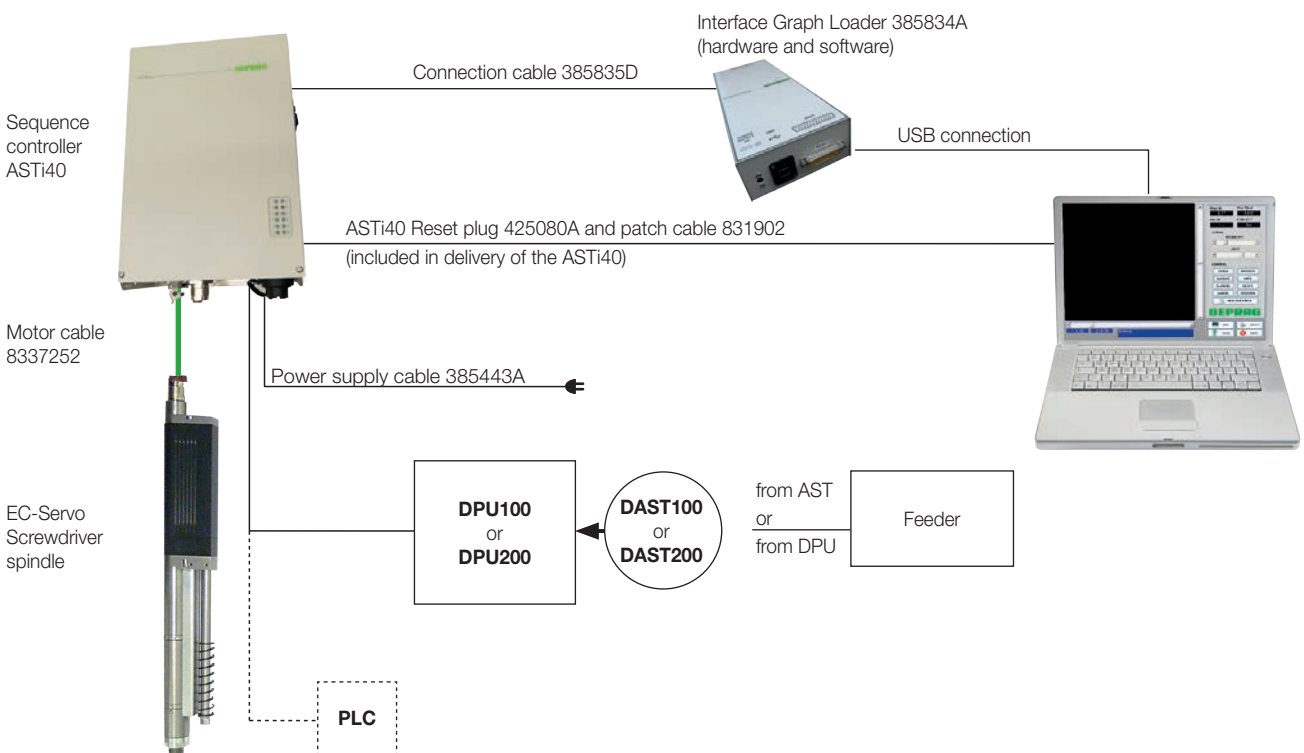 Interface Graph Loader 385834A
(hardware and software)
Connection cable 385835D
DEPRAG
Sequence
controller
ASTi40
USB connection
ASTi40 Reset plug 425080A and patch cable 831902
(included in delivery of the ASTi40)
DEPRAG
Motor cable
8337252
Power supply cable 385443A
EC-Servo
Screwdriver
spindle
DPU100
or
DPU200
DAST100
or
DAST200
from AST
or
from DPU
Feeder
PLC